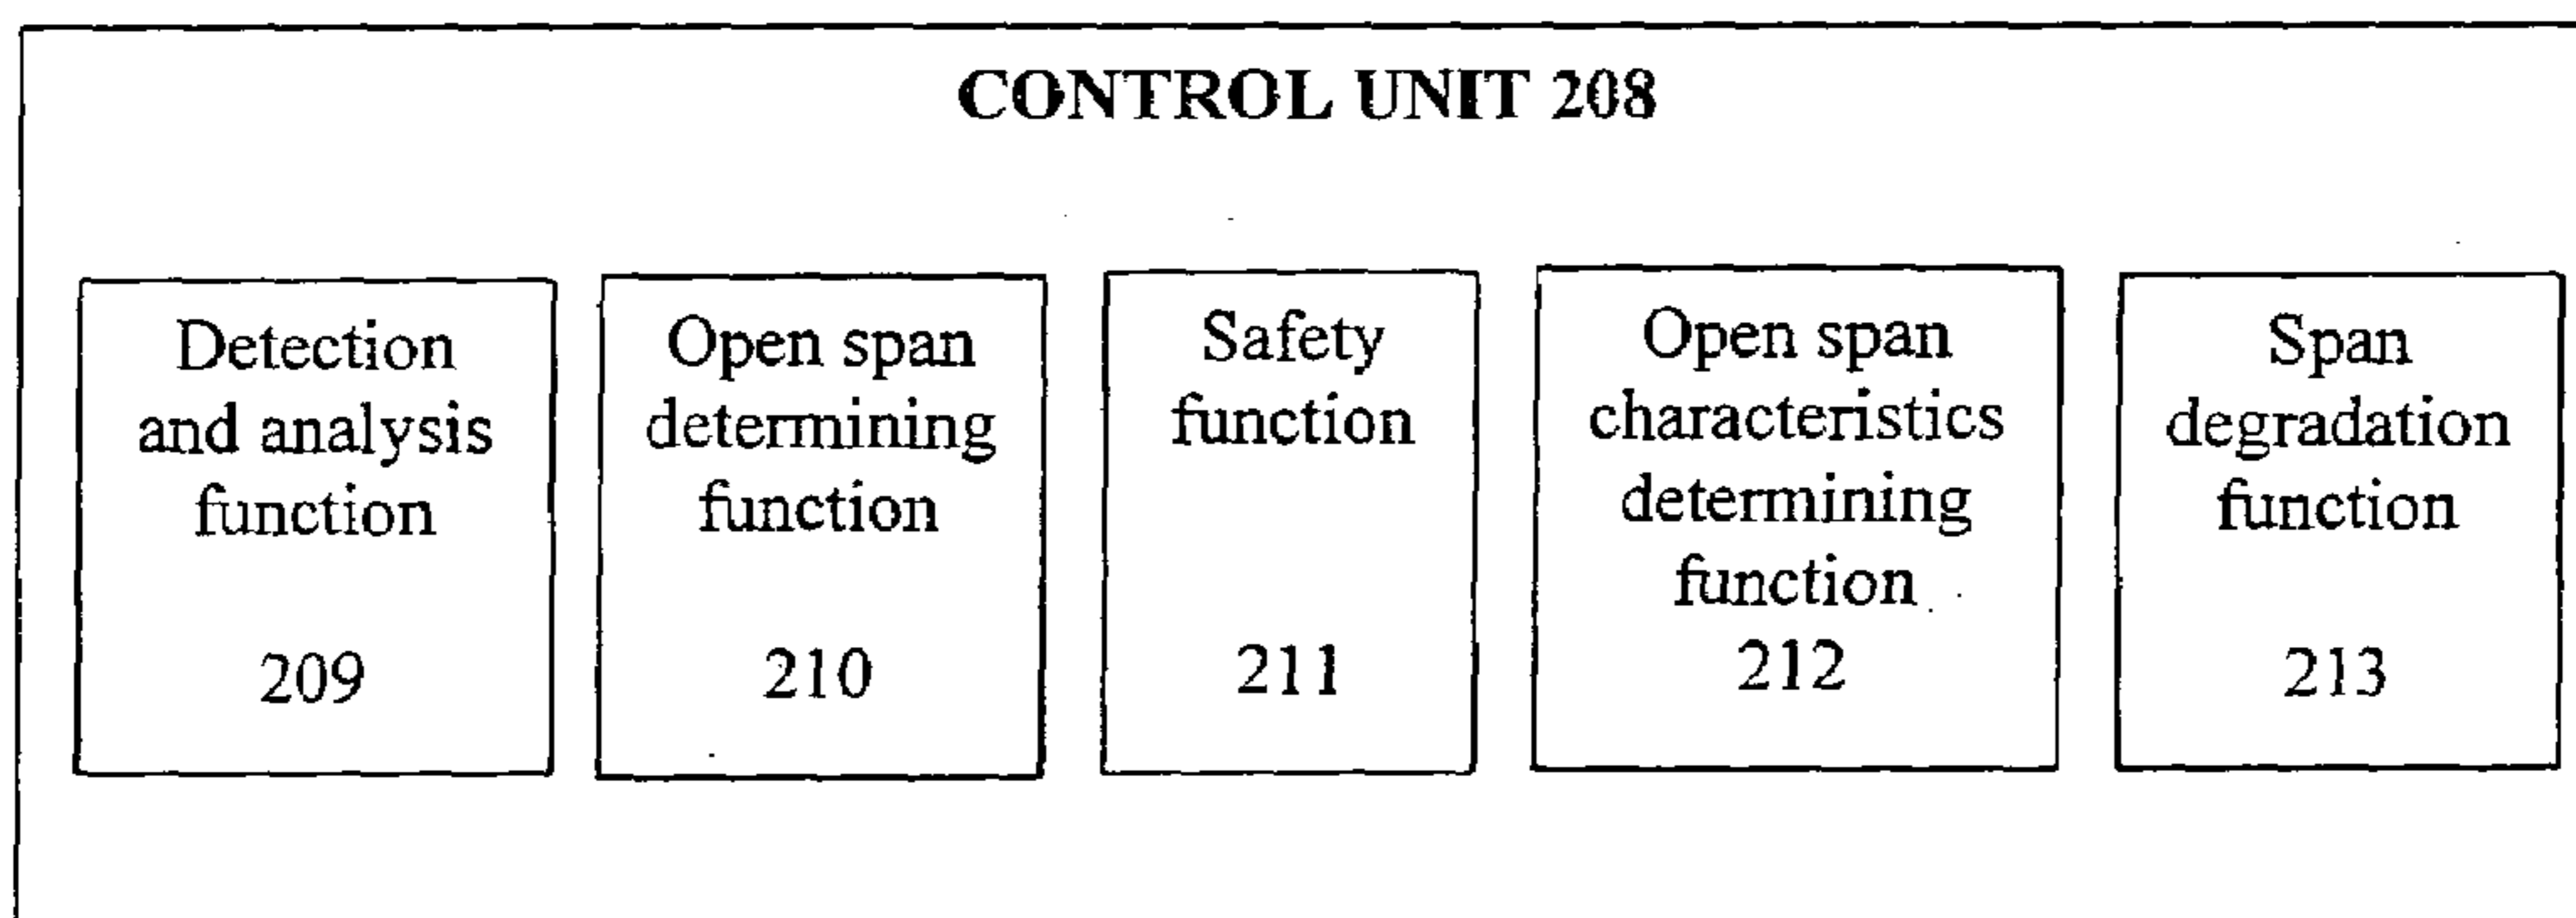 CONTROL UNIT 208
Detection
and analysis
function
209
Open span
determining
function
210
Safety
function
211
Open span
characteristics
determining
function
212
Span
degradation
function
213